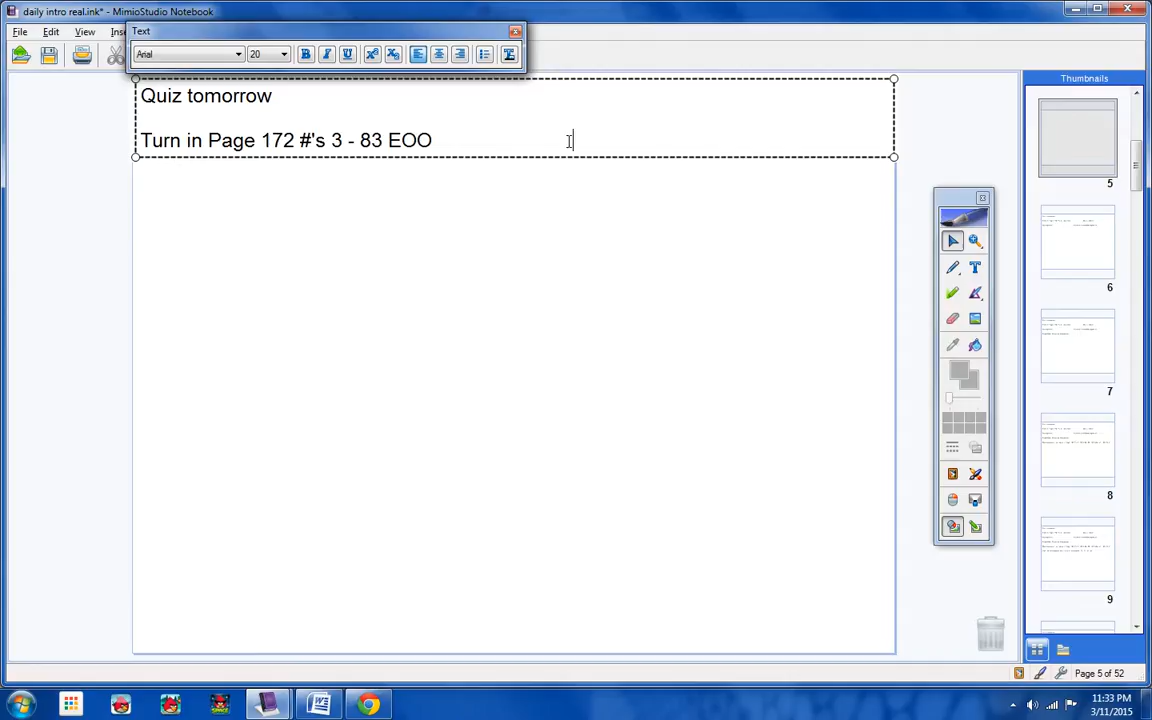 daily intro real.ink* - MimioStudio Notebook
File Edit View Inse
Text
Arial 20 B I U
Quiz tomorrow
Turn in Page 172 #'s 3 - 83 EOO
Thumbnails
5
6
7
8
9
Page 5 of 52
11:33 PM
3/11/2015